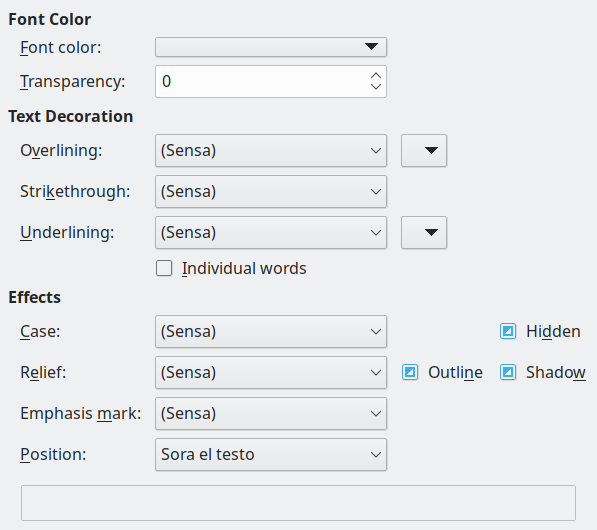 Font Color
Font color:
Transparency: 0
Text Decoration
Overlining: (Sensa)
Strikethrough: (Sensa)
Underlining: (Sensa)
Individual words
Effects
Case: (Sensa) Hidden
Relief: (Sensa) Outline Shadow
Emphasis mark: (Sensa)
Position: Sora el testo